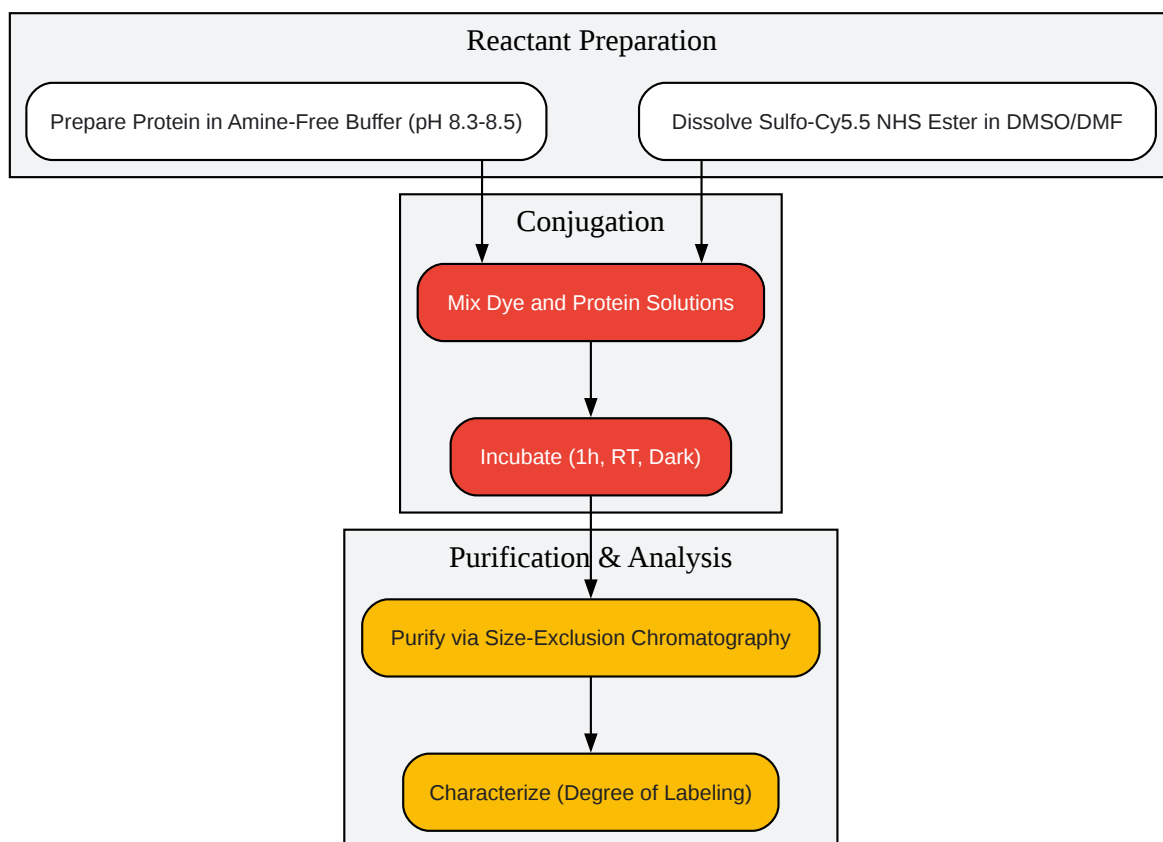 Reactant Preparation
Prepare Protein in Amine-Free Buffer (pH 8.3-8.5)
Dissolve Sulfo-Cy5.5 NHS Ester in DMSO/DMF
Conjugation
Mix Dye and Protein Solutions
Incubate (1h, RT, Dark)
Purification & Analysis
Purify via Size-Exclusion Chromatography
Characterize (Degree of Labeling)